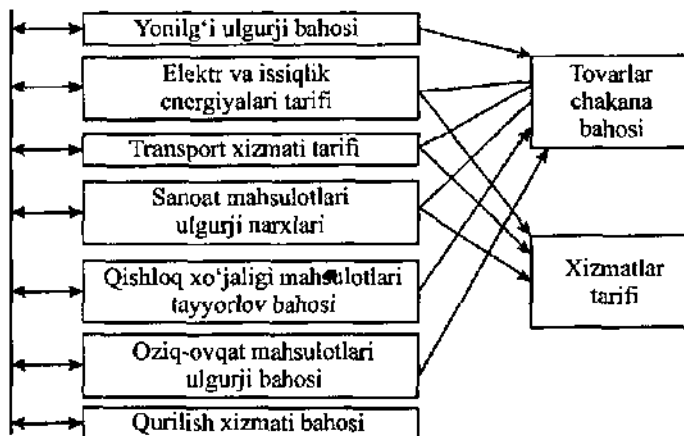 Yonilg‘i ulgurji bahosi
Elektr va issiqlik
energiyalari tarifi
Transport xizmati tarifi
Sanoat mahsulotlari
ulgurji narxlari
Qishloq xo‘jaligi mahsulotlari
tayyorlov bahosi
Oziq-ovqat mahsulotlari
ulgurji bahosi
Qurilish xizmati bahosi
Tovarlar
chakana
bahosi
Xizmatlar
tarifi